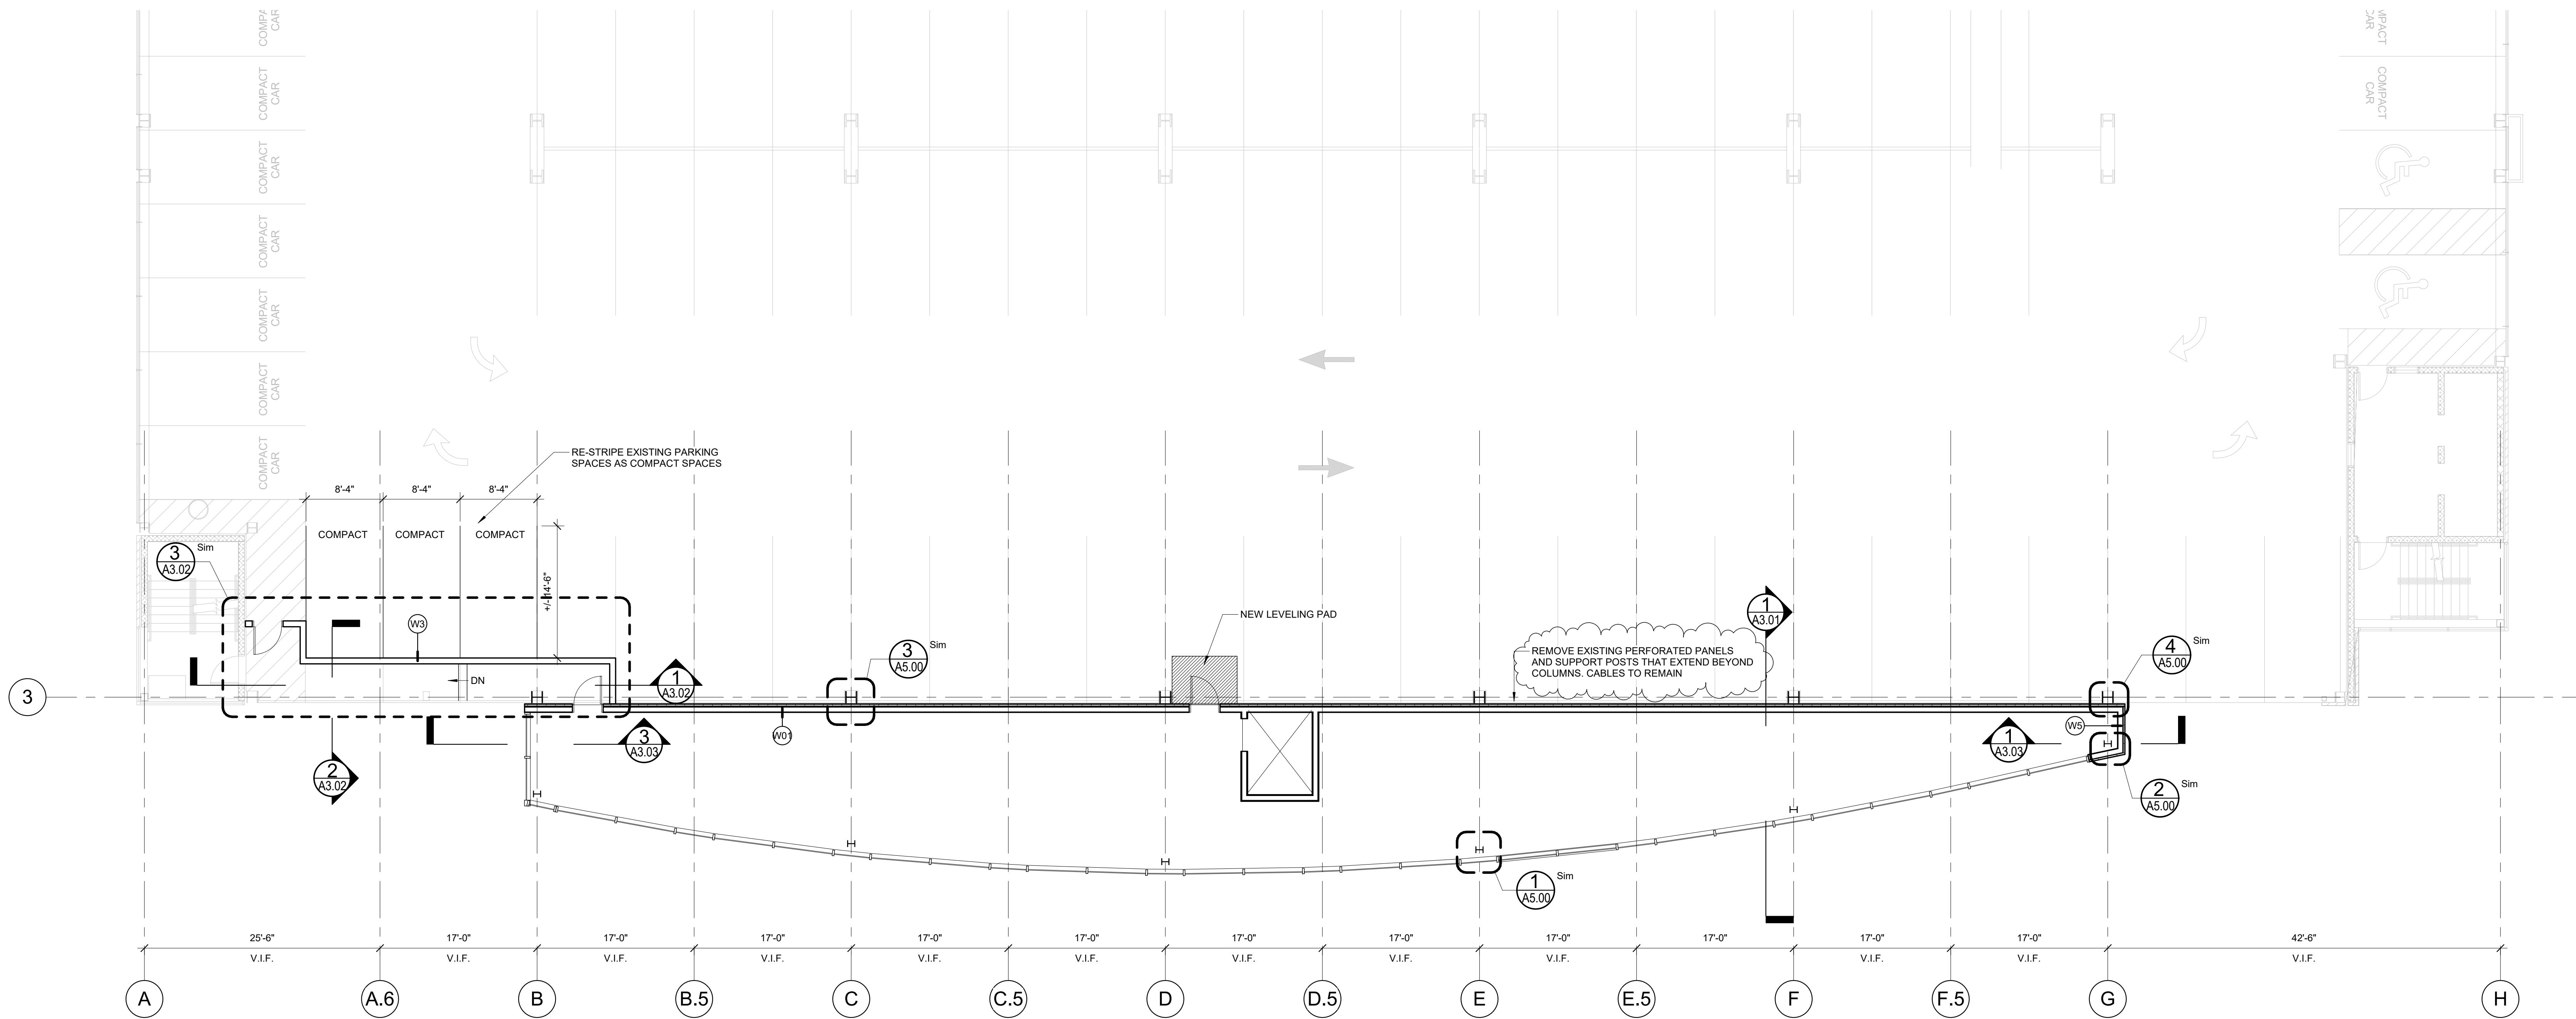 COMPACT
CAR
COMPACT
CAR
COMPACT
CAR
COMPACT
CAR
COMPACT
CAR
COMPACT
CAR
COMPACT
CAR
MPACT
CAR
COMPACT
CAR
RE-STRIPE EXISTING PARKING
SPACES AS COMPACT SPACES
8'-4"
8'-4"
8'-4"
COMPACT
COMPACT
COMPACT
+/- 14'-6"
3
A3.02
Sim
W3
DN
NEW LEVELING PAD
1
A3.01
REMOVE EXISTING PERFORATED PANELS
AND SUPPORT POSTS THAT EXTEND BEYOND
COLUMNS. CABLES TO REMAIN
3
A5.00
Sim
4
A5.00
Sim
1
A3.02
3
W01
3
A3.03
1
A3.03
W5
2
A3.02
2
A5.00
Sim
1
A5.00
Sim
25'-6"
17'-0"
17'-0"
17'-0"
17'-0"
17'-0"
17'-0"
17'-0"
17'-0"
17'-0"
17'-0"
17'-0"
42'-6"
V.I.F.
V.I.F.
V.I.F.
V.I.F.
V.I.F.
V.I.F.
V.I.F.
V.I.F.
V.I.F.
V.I.F.
V.I.F.
V.I.F.
V.I.F.
A
A.6
B
B.5
C
C.5
D
D.5
E
E.5
F
F.5
G
H